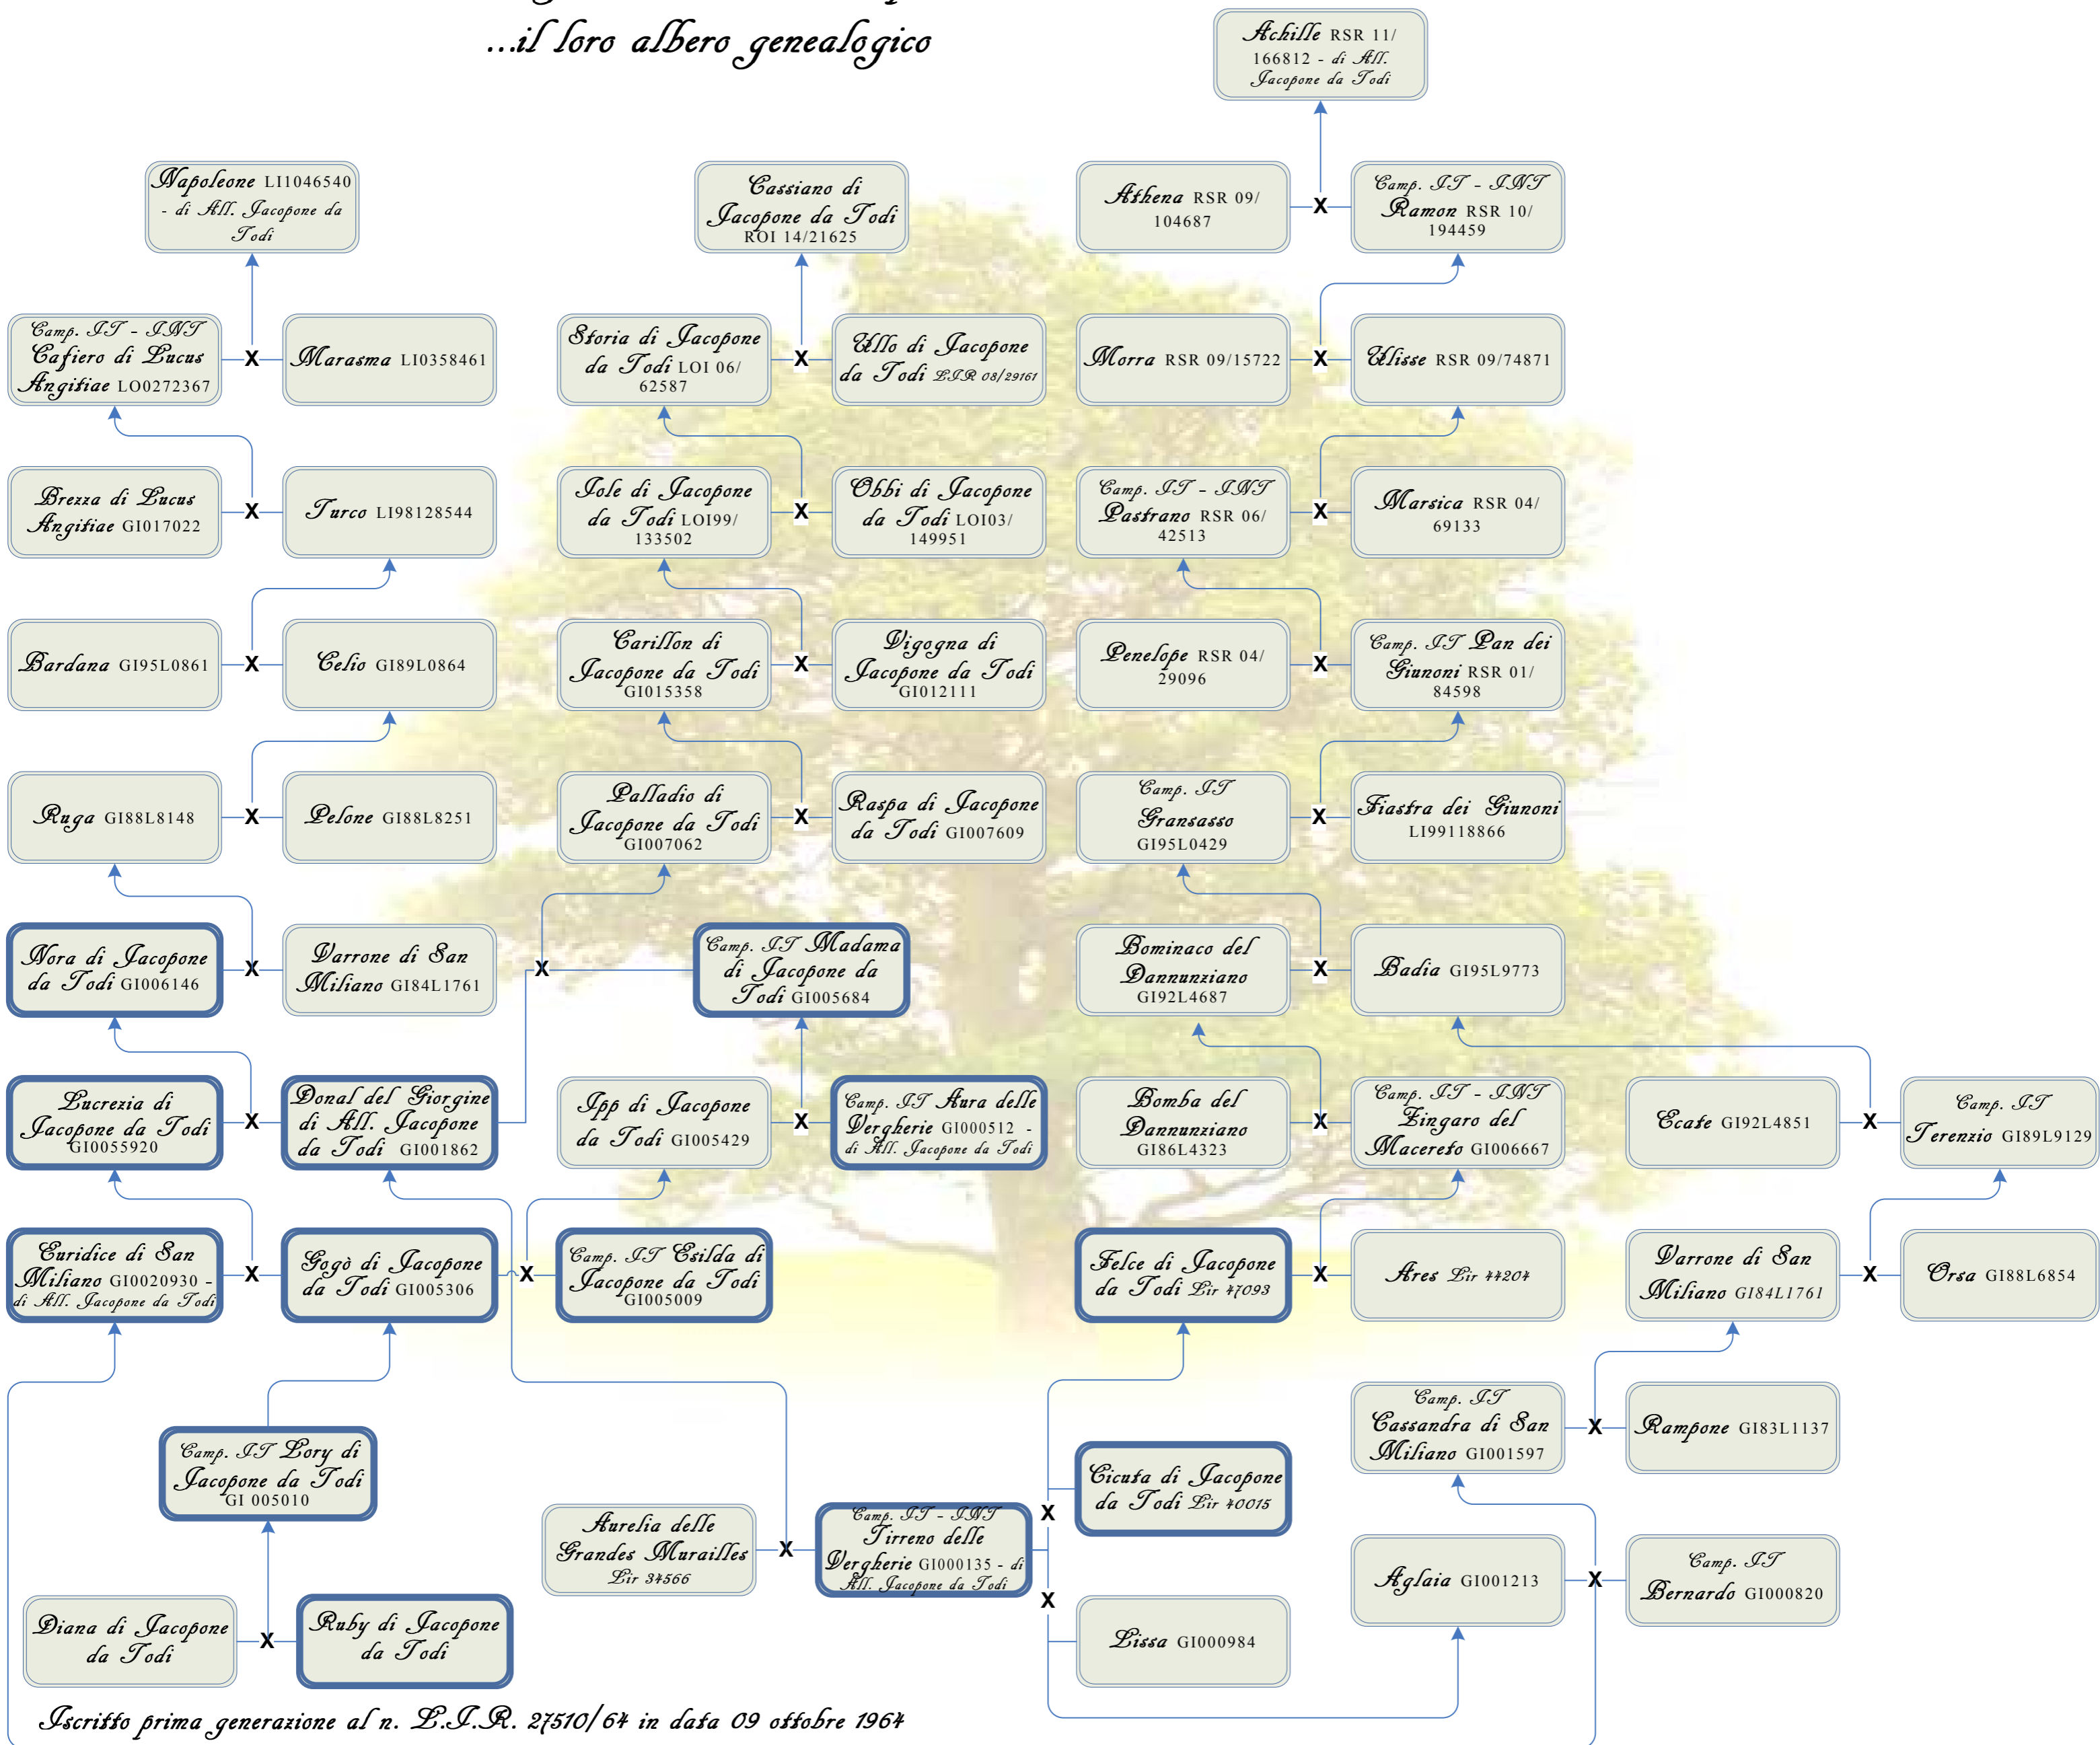 ...il loro albero genealogico
Achille RSR 11/
166812 - di All.
Jacopone da Todi
Napoleone LI1046540
- di All. Jacopone da
Todi
Cassiano di
Jacopone da Todi
ROI 14/21625
Athena RSR 09/
104687
X
Camp. IT - INT
Ramon RSR 10/
194459
Camp. IT - INT
Cafiero di Lucus
Angitiae LO0272367
X
Marasma LI0358461
Storia di Jacopone
da Todi LOI 06/
62587
X
Ullo di Jacopone
da Todi LIR 08/29161
Morra RSR 09/15722
X
Ulisse RSR 09/74871
Brezza di Lucus
Angitiae GI017022
X
Turco LI98128544
Iole di Jacopone
da Todi LOI99/
133502
X
Obbi di Jacopone
da Todi LOI03/
149951
Camp. IT - INT
Pastrano RSR 06/
42513
X
Marsica RSR 04/
69133
Bardana GI95L0861
X
Celio GI89L0864
Carillon di
Jacopone da Todi
GI015358
X
Vigogna di
Jacopone da Todi
GI012111
Penelope RSR 04/
29096
X
Camp. IT Pan dei
Giunoni RSR 01/
84598
Ruga GI88L8148
X
Pelone GI88L8251
Palladio di
Jacopone da Todi
GI007062
X
Raspa di Jacopone
da Todi GI007609
Camp. IT
Gransasso
GI95L0429
X
Fiastra dei Giunoni
LI99118866
Nora di Jacopone
da Todi GI006146
X
Varrone di San
Miliano GI84L1761
X
Camp. IT Madama
di Jacopone da
Todi GI005684
Bominaco del
Dannunziano
GI92L4687
X
Badia GI95L9773
Lucrezia di
Jacopone da Todi
GI0055920
X
Donal del Giorgine
di All. Jacopone
da Todi GI001862
Ipp di Jacopone
da Todi GI005429
X
Camp. IT Aura delle
Vergherie GI000512 -
di All. Jacopone da Todi
Bomba del
Dannunziano
GI86L4323
X
Camp. IT - INT
Zingaro del
Macereto GI006667
Ecate GI92L4851
X
Camp. IT
Terenzio GI89L9129
Euridice di San
Miliano GI0020930 -
di All. Jacopone da Todi
X
Gogò di Jacopone
da Todi GI005306
X
Camp. IT Esilda di
Jacopone da Todi
GI005009
Felce di Jacopone
da Todi Lir 47093
X
Ares Lir 44204
Varrone di San
Miliano GI84L1761
X
Orsa GI88L6854
Camp. IT Lory di
Jacopone da Todi
GI 005010
Camp. IT
Cassandra di San
Miliano GI001597
X
Rampone GI83L1137
Cicuta di Jacopone
da Todi Lir 40015
X
Aurelia delle
Grandes Murailles
Lir 34566
X
Camp. IT - INT
Tirreno delle
Vergherie GI000135 - di
All. Jacopone da Todi
X
Aglaia GI001213
X
Camp. IT
Bernardo GI000820
Diana di Jacopone
da Todi
X
Ruby di Jacopone
da Todi
Lissa GI000984
Iscritto prima generazione al n. L.I.R. 27510/64 in data 09 ottobre 1964